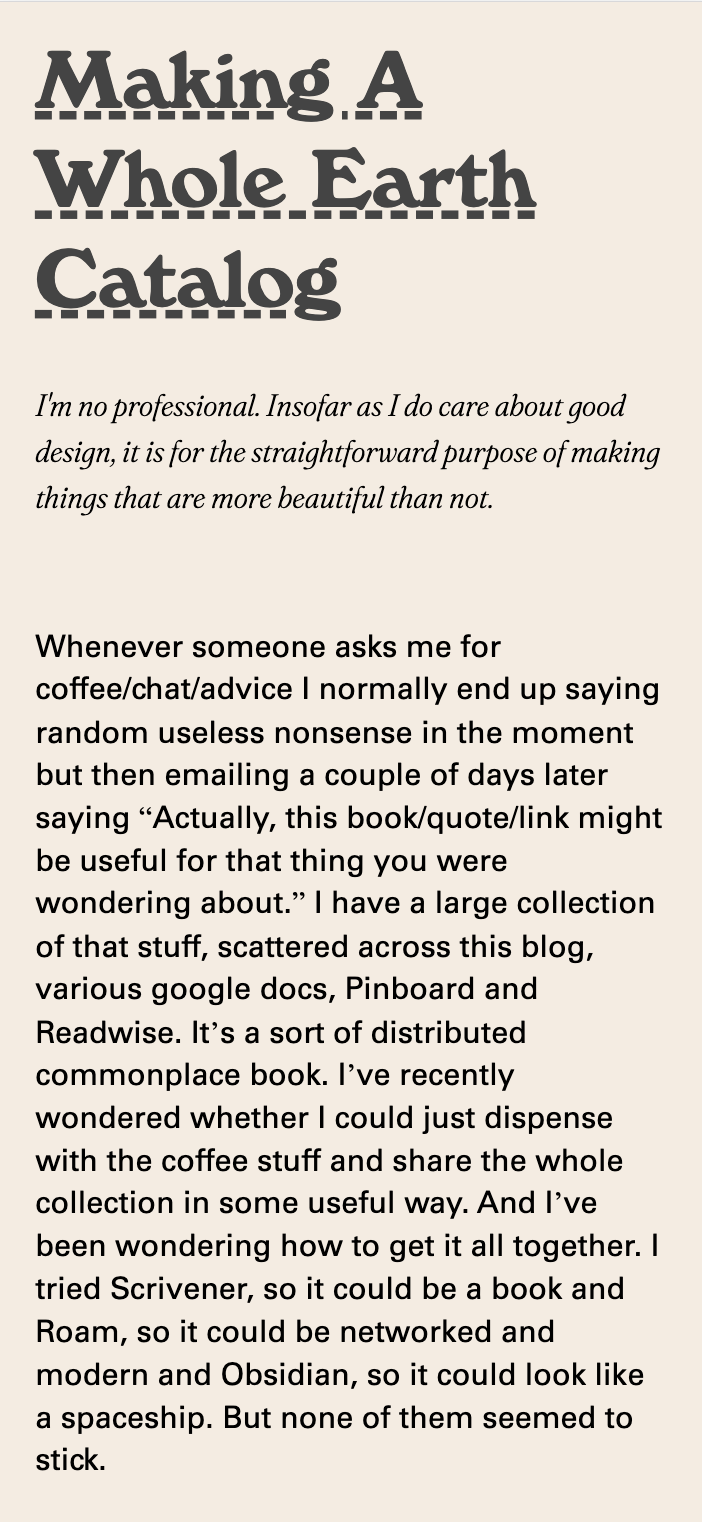 Making A
Whole Earth
Catalog
I'm no professional. Insofar as I do care about good
design, it is for the straightforward purpose of making
things that are more beautiful than not.
Whenever someone asks me for
coffee/chat/advice I normally end up saying
random useless nonsense in the moment
but then emailing a couple of days later
saying “Actually, this book/quote/link might
be useful for that thing you were
wondering about.” I have a large collection
of that stuff, scattered across this blog,
various google docs, Pinboard and
Readwise. It’s a sort of distributed
commonplace book. I’ve recently
wondered whether I could just dispense
with the coffee stuff and share the whole
collection in some useful way. And I’ve
been wondering how to get it all together. I
tried Scrivener, so it could be a book and
Roam, so it could be networked and
modern and Obsidian, so it could look like
a spaceship. But none of them seemed to
stick.